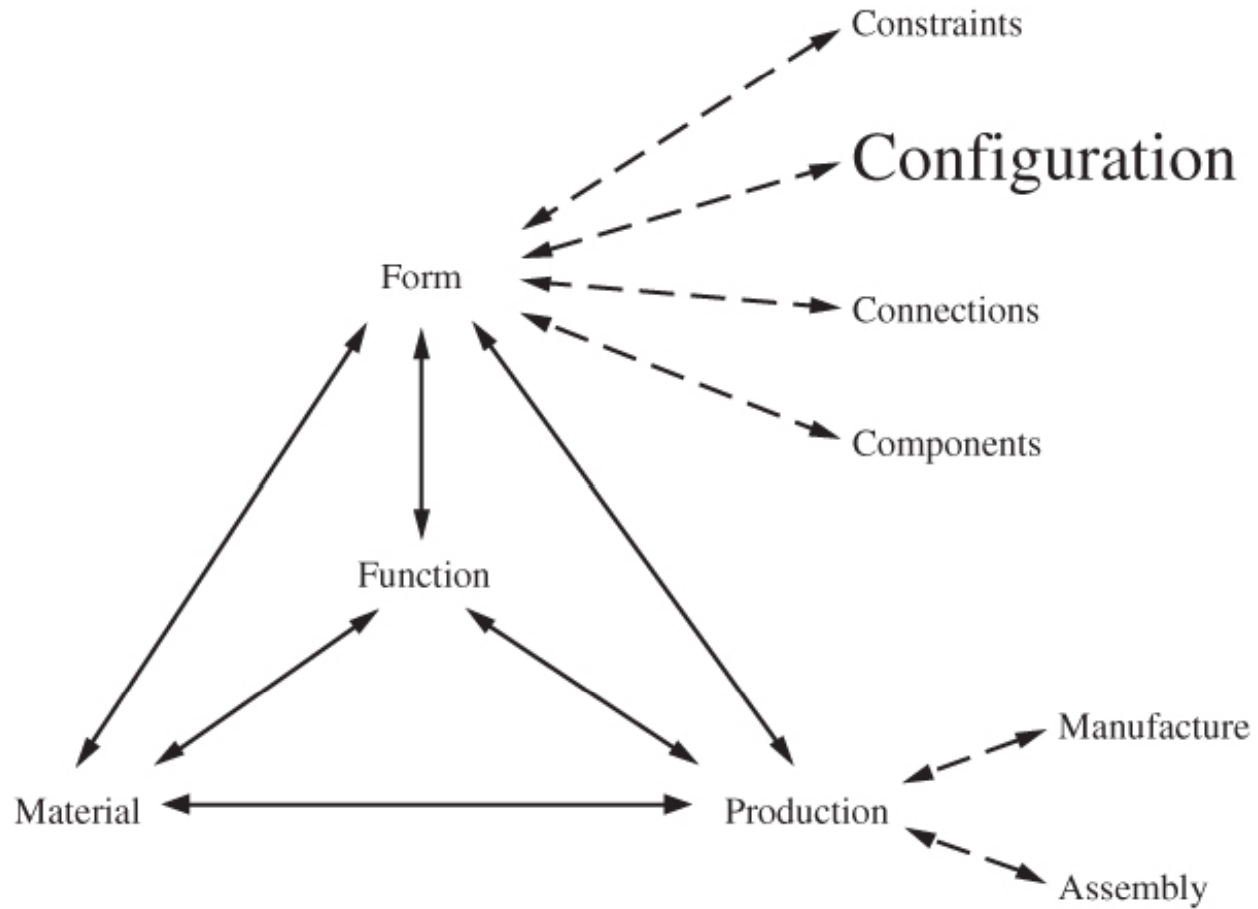 Constraints
Configuration
Form
Connections
Components
Function
Manufacture
Material
Production
Assembly